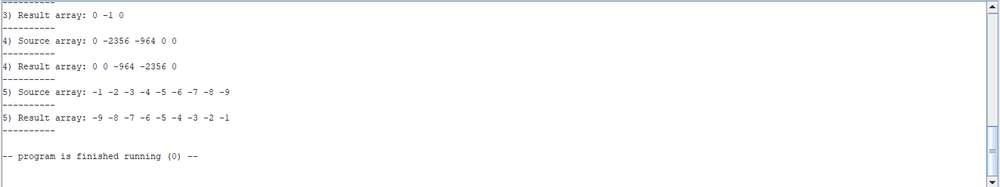 ----------
3) Result array: 0 -1 0
----------
4) Source array: 0 -2356 -964 0 0
----------
4) Result array: 0 0 -964 -2356 0
----------
5) Source array: -1 -2 -3 -4 -5 -6 -7 -8 -9
----------
5) Result array: -9 -8 -7 -6 -5 -4 -3 -2 -1
----------
-- program is finished running (0) --